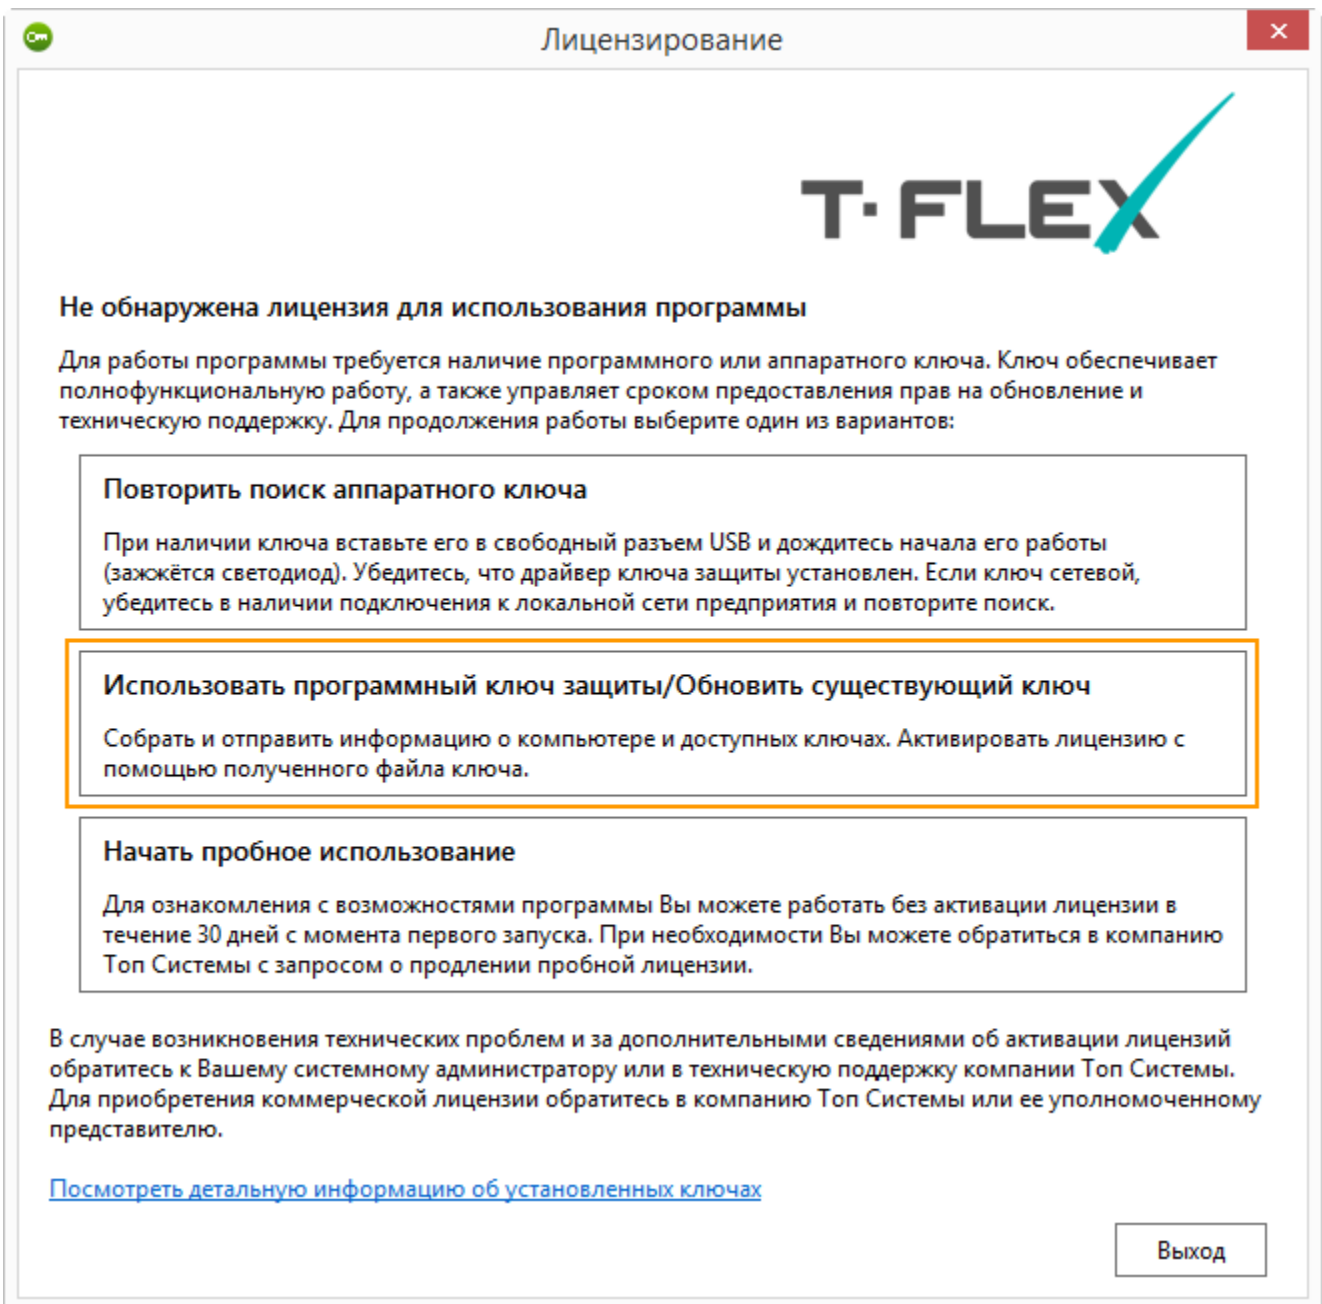 Лицензирование
T·FLEX
Не обнаружена лицензия для использования программы
Для работы программы требуется наличие программного или аппаратного ключа. Ключ обеспечивает
полнофункциональную работу, а также управляет сроком предоставления прав на обновление и
техническую поддержку. Для продолжения работы выберите один из вариантов:
Повторить поиск аппаратного ключа
При наличии ключа вставьте его в свободный разъем USB и дождитесь начала его работы
(зажжётся светодиод). Убедитесь, что драйвер ключа защиты установлен. Если ключ сетевой,
убедитесь в наличии подключения к локальной сети предприятия и повторите поиск.
Использовать программный ключ защиты/Обновить существующий ключ
Собрать и отправить информацию о компьютере и доступных ключах. Активировать лицензию с
помощью полученного файла ключа.
Начать пробное использование
Для ознакомления с возможностями программы Вы можете работать без активации лицензии в
течение 30 дней с момента первого запуска. При необходимости Вы можете обратиться в компанию
Топ Системы с запросом о продлении пробной лицензии.
В случае возникновения технических проблем и за дополнительными сведениями об активации лицензий
обратитесь к Вашему системному администратору или в техническую поддержку компании Топ Системы.
Для приобретения коммерческой лицензии обратитесь в компанию Топ Системы или ее уполномоченному
представителю.
Посмотреть детальную информацию об установленных ключах
Выход